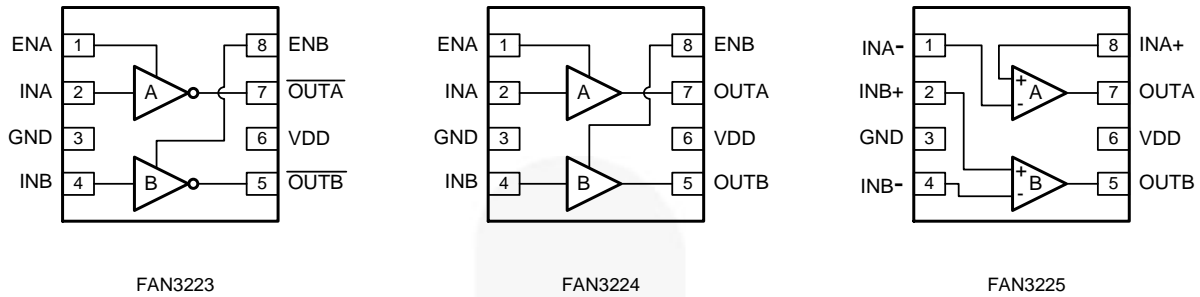 ENA 1 8 ENB
INA 2 A 7 OUTA
GND 3 6 VDD
INB 4 B 5 OUTB
FAN3223
ENA 1 8 ENB
INA 2 A 7 OUTA
GND 3 6 VDD
INB 4 B 5 OUTB
FAN3224
INA- 1 8 INA+
INB+ 2 + - A 7 OUTA
GND 3 6 VDD
INB- 4 + - B 5 OUTB
FAN3225